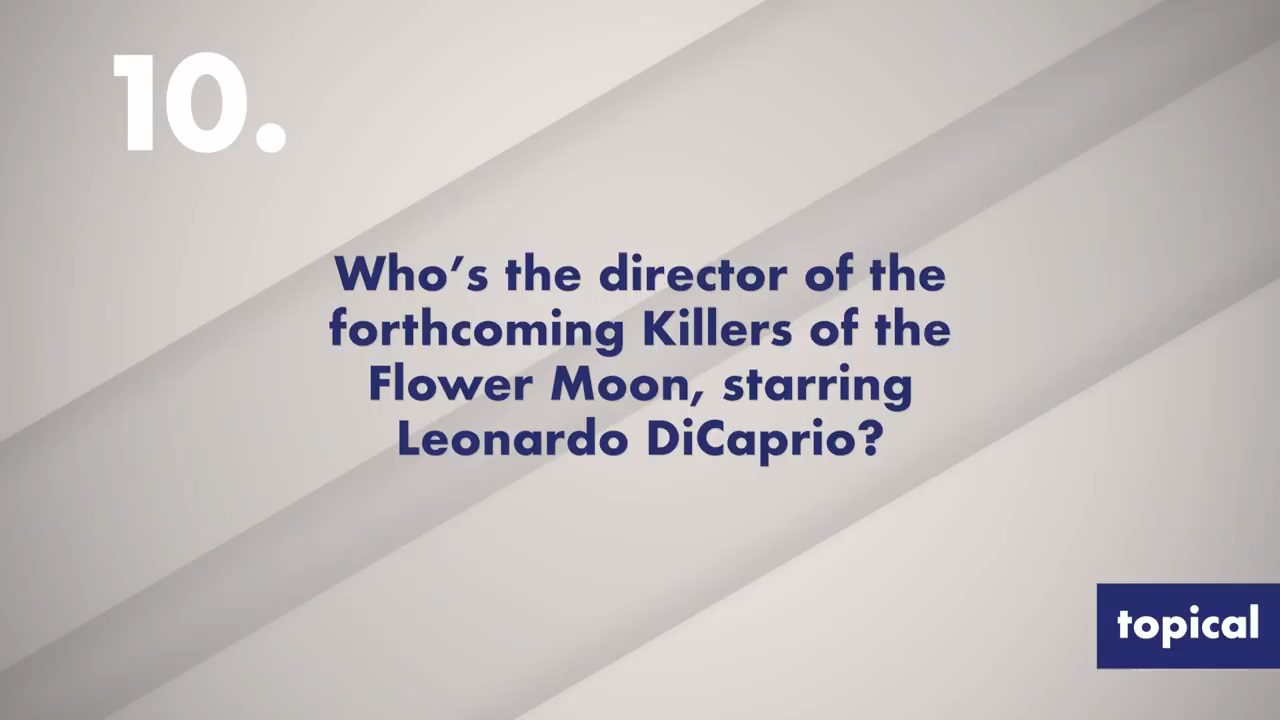 10.
Who’s the director of the
forthcoming Killers of the
Flower Moon, starring
Leonardo DiCaprio?
topical